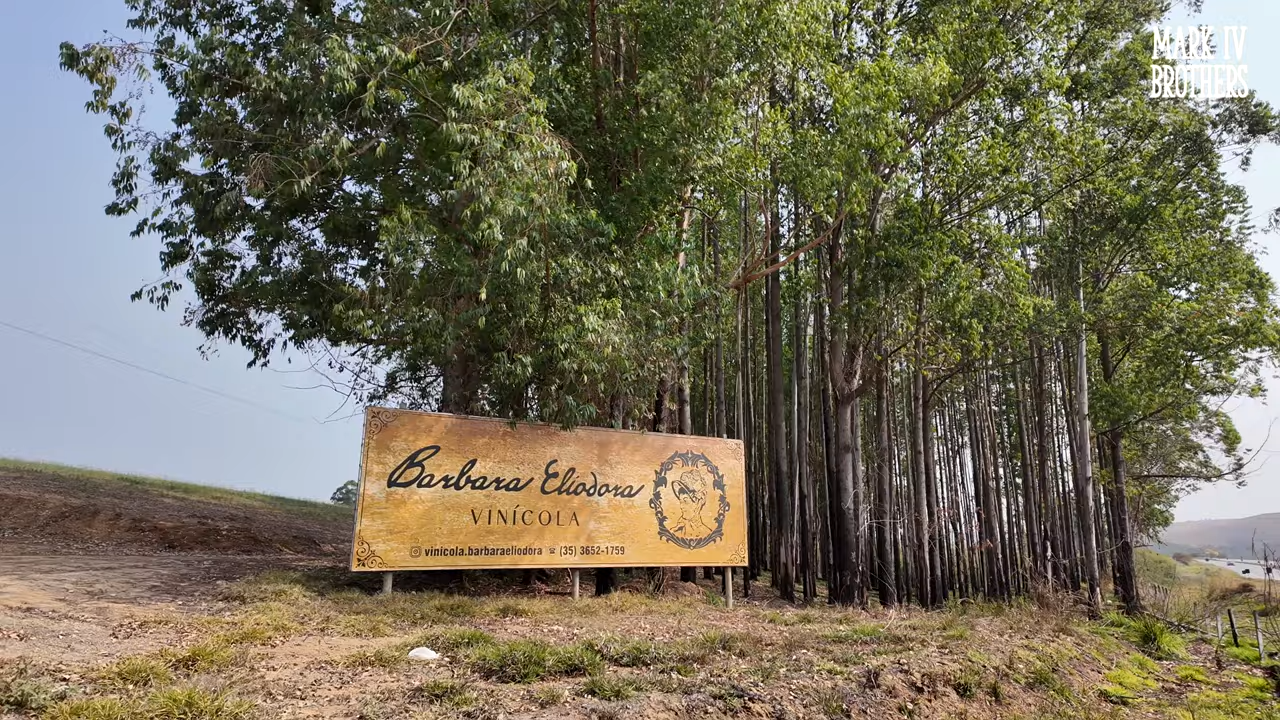 MARK IV
BROTHERS
Barbara Eliodora
VINÍCOLA
vinicola.barbaraeliodora ☎ (35) 3652-1759